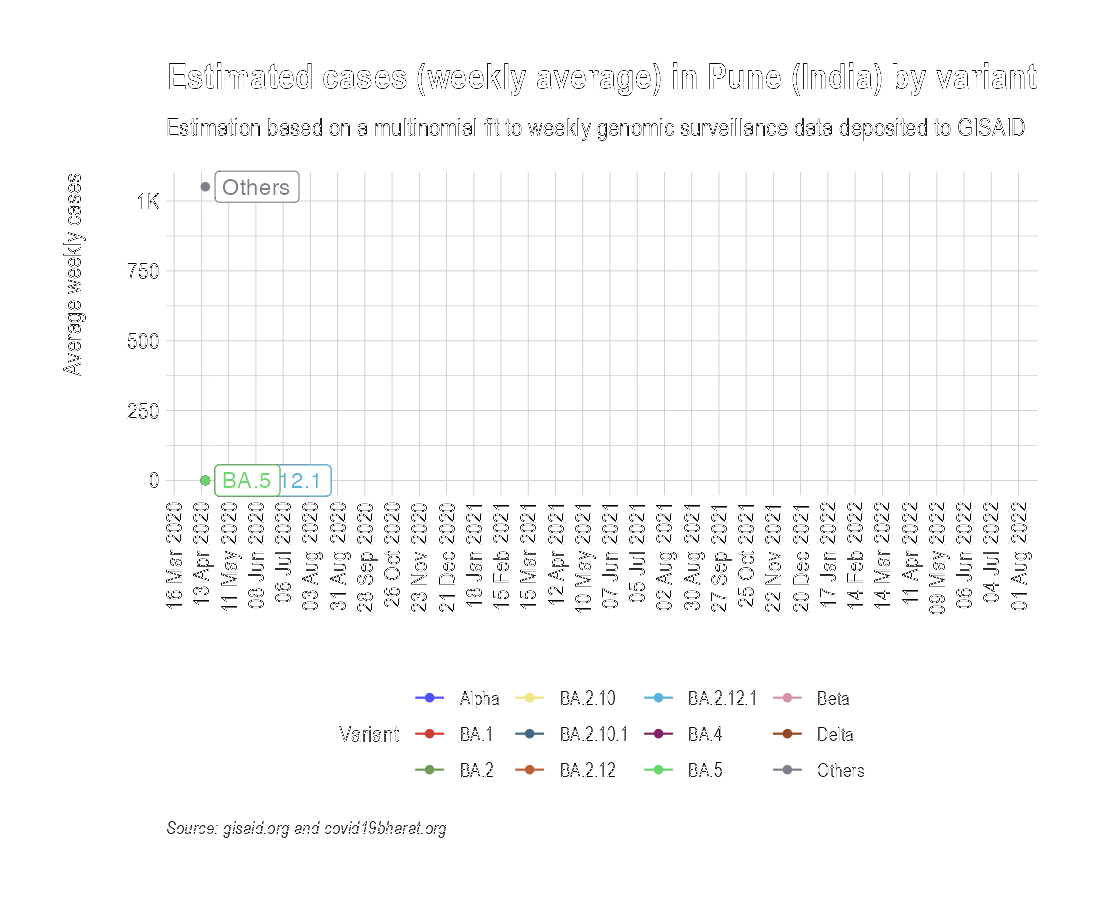 Estimated cases (weekly average) in Pune (India) by variant
Estimation based on a multinomial fit to weekly genomic surveillance data deposited to GISAID
Average weekly cases
Others
1K
750
500
250
0
BA.5
12.1
16 Mar 2020
13 Apr 2020
11 May 2020
08 Jun 2020
06 Jul 2020
03 Aug 2020
31 Aug 2020
28 Sep 2020
26 Oct 2020
23 Nov 2020
21 Dec 2020
18 Jan 2021
15 Feb 2021
15 Mar 2021
12 Apr 2021
10 May 2021
07 Jun 2021
05 Jul 2021
02 Aug 2021
30 Aug 2021
27 Sep 2021
25 Oct 2021
22 Nov 2021
20 Dec 2021
17 Jan 2022
14 Feb 2022
14 Mar 2022
11 Apr 2022
09 May 2022
06 Jun 2022
04 Jul 2022
01 Aug 2022
Alpha BA.2.10 BA.2.12.1 Beta
Variant BA.1 BA.2.10.1 BA.4 Delta
BA.2 BA.2.12 BA.5 Others
Source: gisaid.org and covid19bharat.org